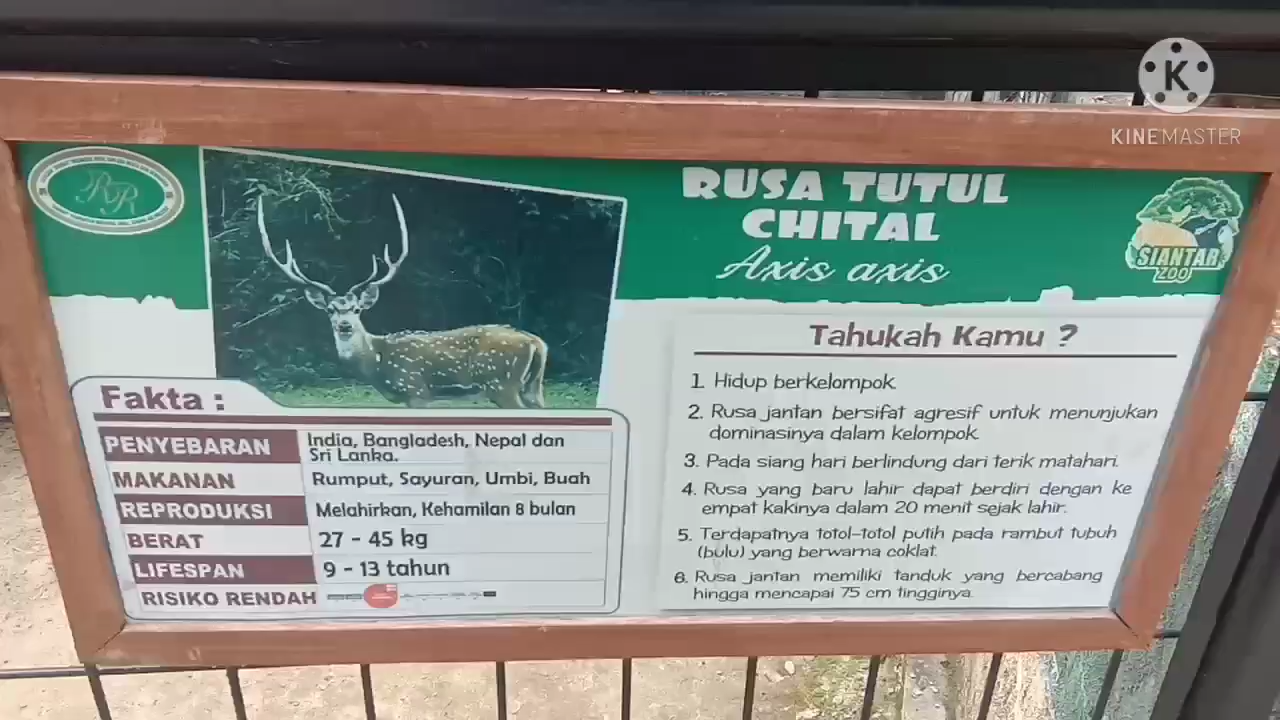 K
KINEMASTER
RR
RUSA TUTUL
CHITAL
Axis axis
SIANTAR
ZOO
Fakta :
PENYEBARAN India, Bangladesh, Nepal dan
Sri Lanka.
MAKANAN Rumput, Sayuran, Umbi, Buah
REPRODUKSI Melahirkan, Kehamilan 8 bulan
BERAT 27 - 45 kg
LIFESPAN 9 - 13 tahun
RISIKO RENDAH
Tahukah Kamu ?
1. Hidup berkelompok.
2. Rusa jantan bersifat agresif untuk menunjukan
dominasinya dalam kelompok.
3. Pada siang hari berlindung dari terik matahari.
4. Rusa yang baru lahir dapat berdiri dengan ke
empat kakinya dalam 20 menit sejak lahir.
5. Terdapatnya totol-totol putih pada rambut tubuh
(bulu) yang berwarna coklat.
6. Rusa jantan memiliki tanduk yang bercabang
hingga mencapai 75 cm tingginya.